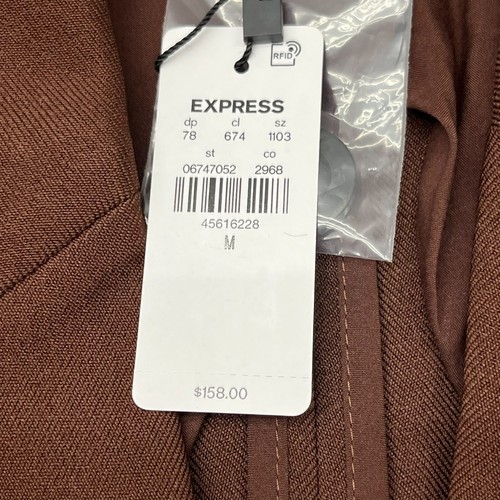 RFID
EXPRESS
dp cl sz
78 674 1103
st co
06747052 2968
45616228
M
$158.00